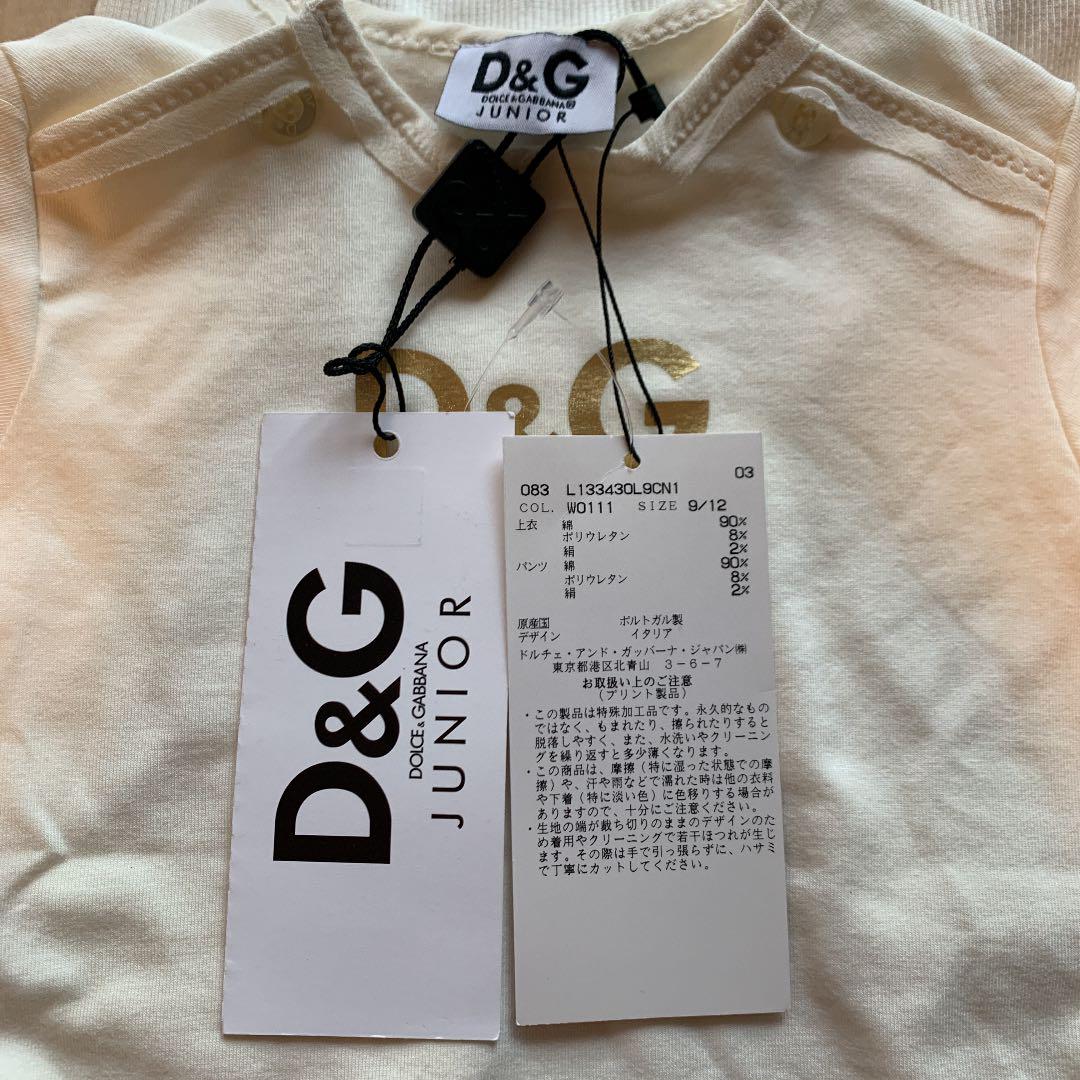 D&G
DOLCE & GABBANA®
JUNIOR
D&G
D&G
DOLCE & GABBANA
JUNIOR
03
083 L133430L9CN1
COL. W0111 SIZE 9/12
上衣 綿 90%
ポリウレタン 8%
絹 2%
パンツ 綿 90%
ポリウレタン 8%
絹 2%
原産国 ポルトガル製
デザイン イタリア
ドルチェ・アンド・ガッバーナ・ジャパン㈱
東京都港区北青山 3-6-7
お取扱い上のご注意
(プリント製品)
・この製品は特殊加工品です。永久的なもの
ではなく、もまれたり、擦られたりすると
脱落しやすく、また、水洗いやクリーニン
グを繰り返すと多少薄くなります。
・この商品は、摩擦(特に湿った状態での摩
擦)や、汗や雨などで濡れた時は他の衣料
や下着(特に淡い色)に色移りする場合が
ありますので、十分にご注意ください。
・生地の端が裁ち切りのままのデザインのた
め着用やクリーニングで若干ほつれが生じ
ます。その際は手で引っ張らずに、ハサミ
で丁寧にカットしてください。